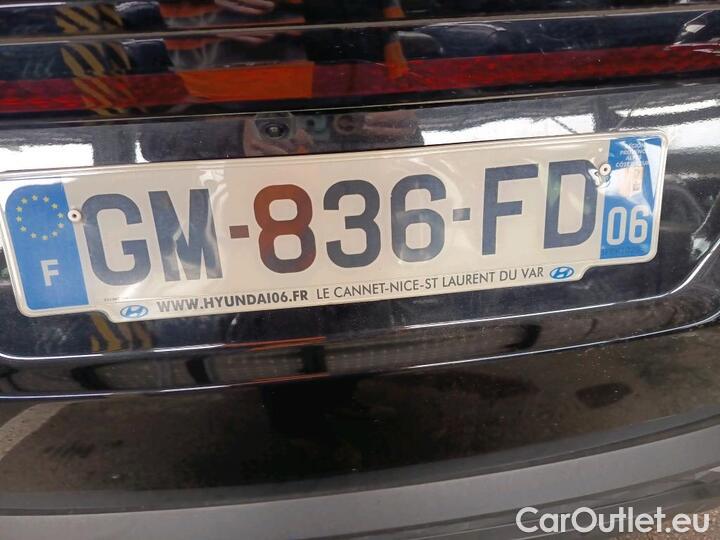 F
GM-836-FD
06
WWW.HYUNDAI06.FR LE CANNET-NICE-ST LAURENT DU VAR
CarOutlet.eu